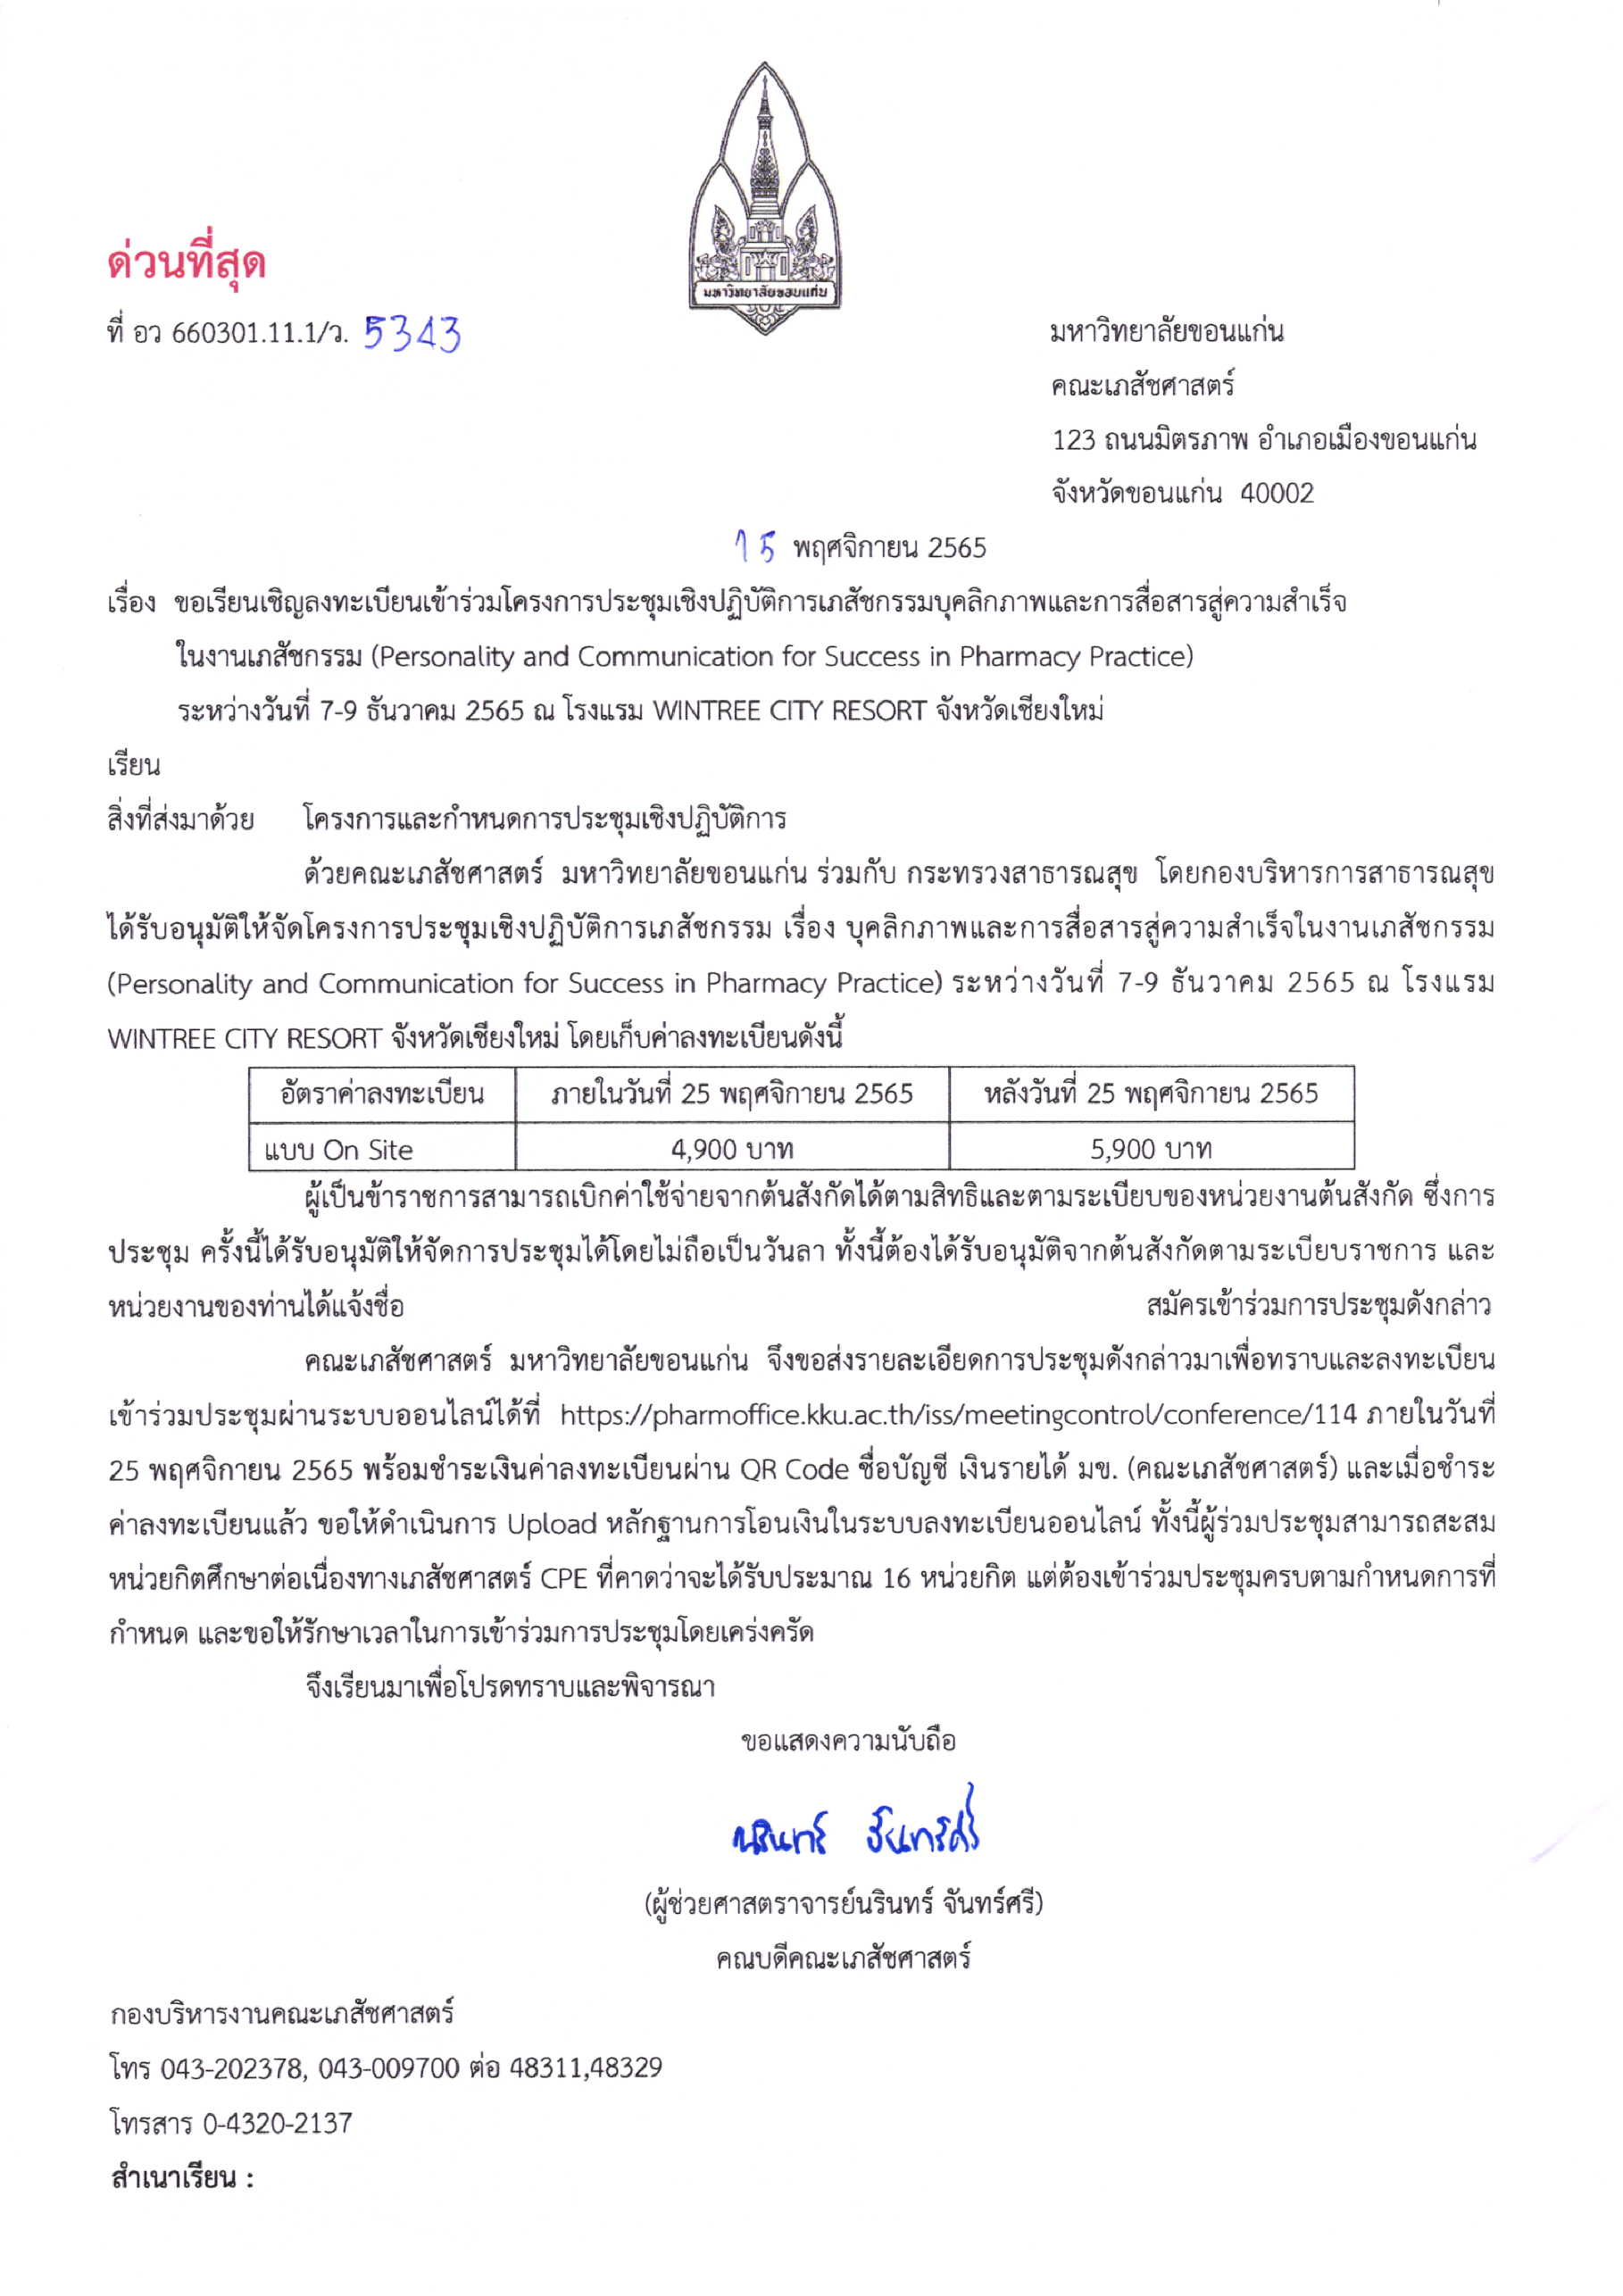 มหาวิทยาลัยขอนแก่น
ด่วนที่สุด
ที่ อว 660301.11.1/ว. 5343
มหาวิทยาลัยขอนแก่น
คณะเภสัชศาสตร์
123 ถนนมิตรภาพ อำเภอเมืองขอนแก่น
จังหวัดขอนแก่น 40002
15 พฤศจิกายน 2565
เรื่อง ขอเรียนเชิญลงทะเบียนเข้าร่วมโครงการประชุมเชิงปฏิบัติการเภสัชกรรมบุคลิกภาพและการสื่อสารสู่ความสำเร็จ
ในงานเภสัชกรรม (Personality and Communication for Success in Pharmacy Practice)
ระหว่างวันที่ 7-9 ธันวาคม 2565 ณ โรงแรม WINTREE CITY RESORT จังหวัดเชียงใหม่
เรียน
สิ่งที่ส่งมาด้วย โครงการและกำหนดการประชุมเชิงปฏิบัติการ
ด้วยคณะเภสัชศาสตร์ มหาวิทยาลัยขอนแก่น ร่วมกับ กระทรวงสาธารณสุข โดยกองบริหารการสาธารณสุข
ได้รับอนุมัติให้จัดโครงการประชุมเชิงปฏิบัติการเภสัชกรรม เรื่อง บุคลิกภาพและการสื่อสารสู่ความสำเร็จในงานเภสัชกรรม
(Personality and Communication for Success in Pharmacy Practice) ระหว่างวันที่ 7-9 ธันวาคม 2565 ณ โรงแรม
WINTREE CITY RESORT จังหวัดเชียงใหม่ โดยเก็บค่าลงทะเบียนดังนี้
อัตราค่าลงทะเบียน ภายในวันที่ 25 พฤศจิกายน 2565 หลังวันที่ 25 พฤศจิกายน 2565
แบบ On Site 4,900 บาท 5,900 บาท
ผู้เป็นข้าราชการสามารถเบิกค่าใช้จ่ายจากต้นสังกัดได้ตามสิทธิและตามระเบียบของหน่วยงานต้นสังกัด ซึ่งการ
ประชุม ครั้งนี้ได้รับอนุมัติให้จัดการประชุมได้โดยไม่ถือเป็นวันลา ทั้งนี้ต้องได้รับอนุมัติจากต้นสังกัดตามระเบียบราชการ และ
หน่วยงานของท่านได้แจ้งชื่อ สมัครเข้าร่วมการประชุมดังกล่าว
คณะเภสัชศาสตร์ มหาวิทยาลัยขอนแก่น จึงขอส่งรายละเอียดการประชุมดังกล่าวมาเพื่อทราบและลงทะเบียน
เข้าร่วมประชุมผ่านระบบออนไลน์ได้ที่ https://pharmoffice.kku.ac.th/iss/meetingcontrol/conference/114 ภายในวันที่
25 พฤศจิกายน 2565 พร้อมชำระเงินค่าลงทะเบียนผ่าน QR Code ชื่อบัญชี เงินรายได้ มข. (คณะเภสัชศาสตร์) และเมื่อชำระ
ค่าลงทะเบียนแล้ว ขอให้ดำเนินการ Upload หลักฐานการโอนเงินในระบบลงทะเบียนออนไลน์ ทั้งนี้ผู้ร่วมประชุมสามารถสะสม
หน่วยกิตศึกษาต่อเนื่องทางเภสัชศาสตร์ CPE ที่คาดว่าจะได้รับประมาณ 16 หน่วยกิต แต่ต้องเข้าร่วมประชุมครบตามกำหนดการที่
กำหนด และขอให้รักษาเวลาในการเข้าร่วมการประชุมโดยเคร่งครัด
จึงเรียนมาเพื่อโปรดทราบและพิจารณา
ขอแสดงความนับถือ
นรินทร์ จันทร์ศรี
(ผู้ช่วยศาสตราจารย์นรินทร์ จันทร์ศรี)
คณบดีคณะเภสัชศาสตร์
กองบริหารงานคณะเภสัชศาสตร์
โทร 043-202378, 043-009700 ต่อ 48311,48329
โทรสาร 0-4320-2137
สำเนาเรียน :